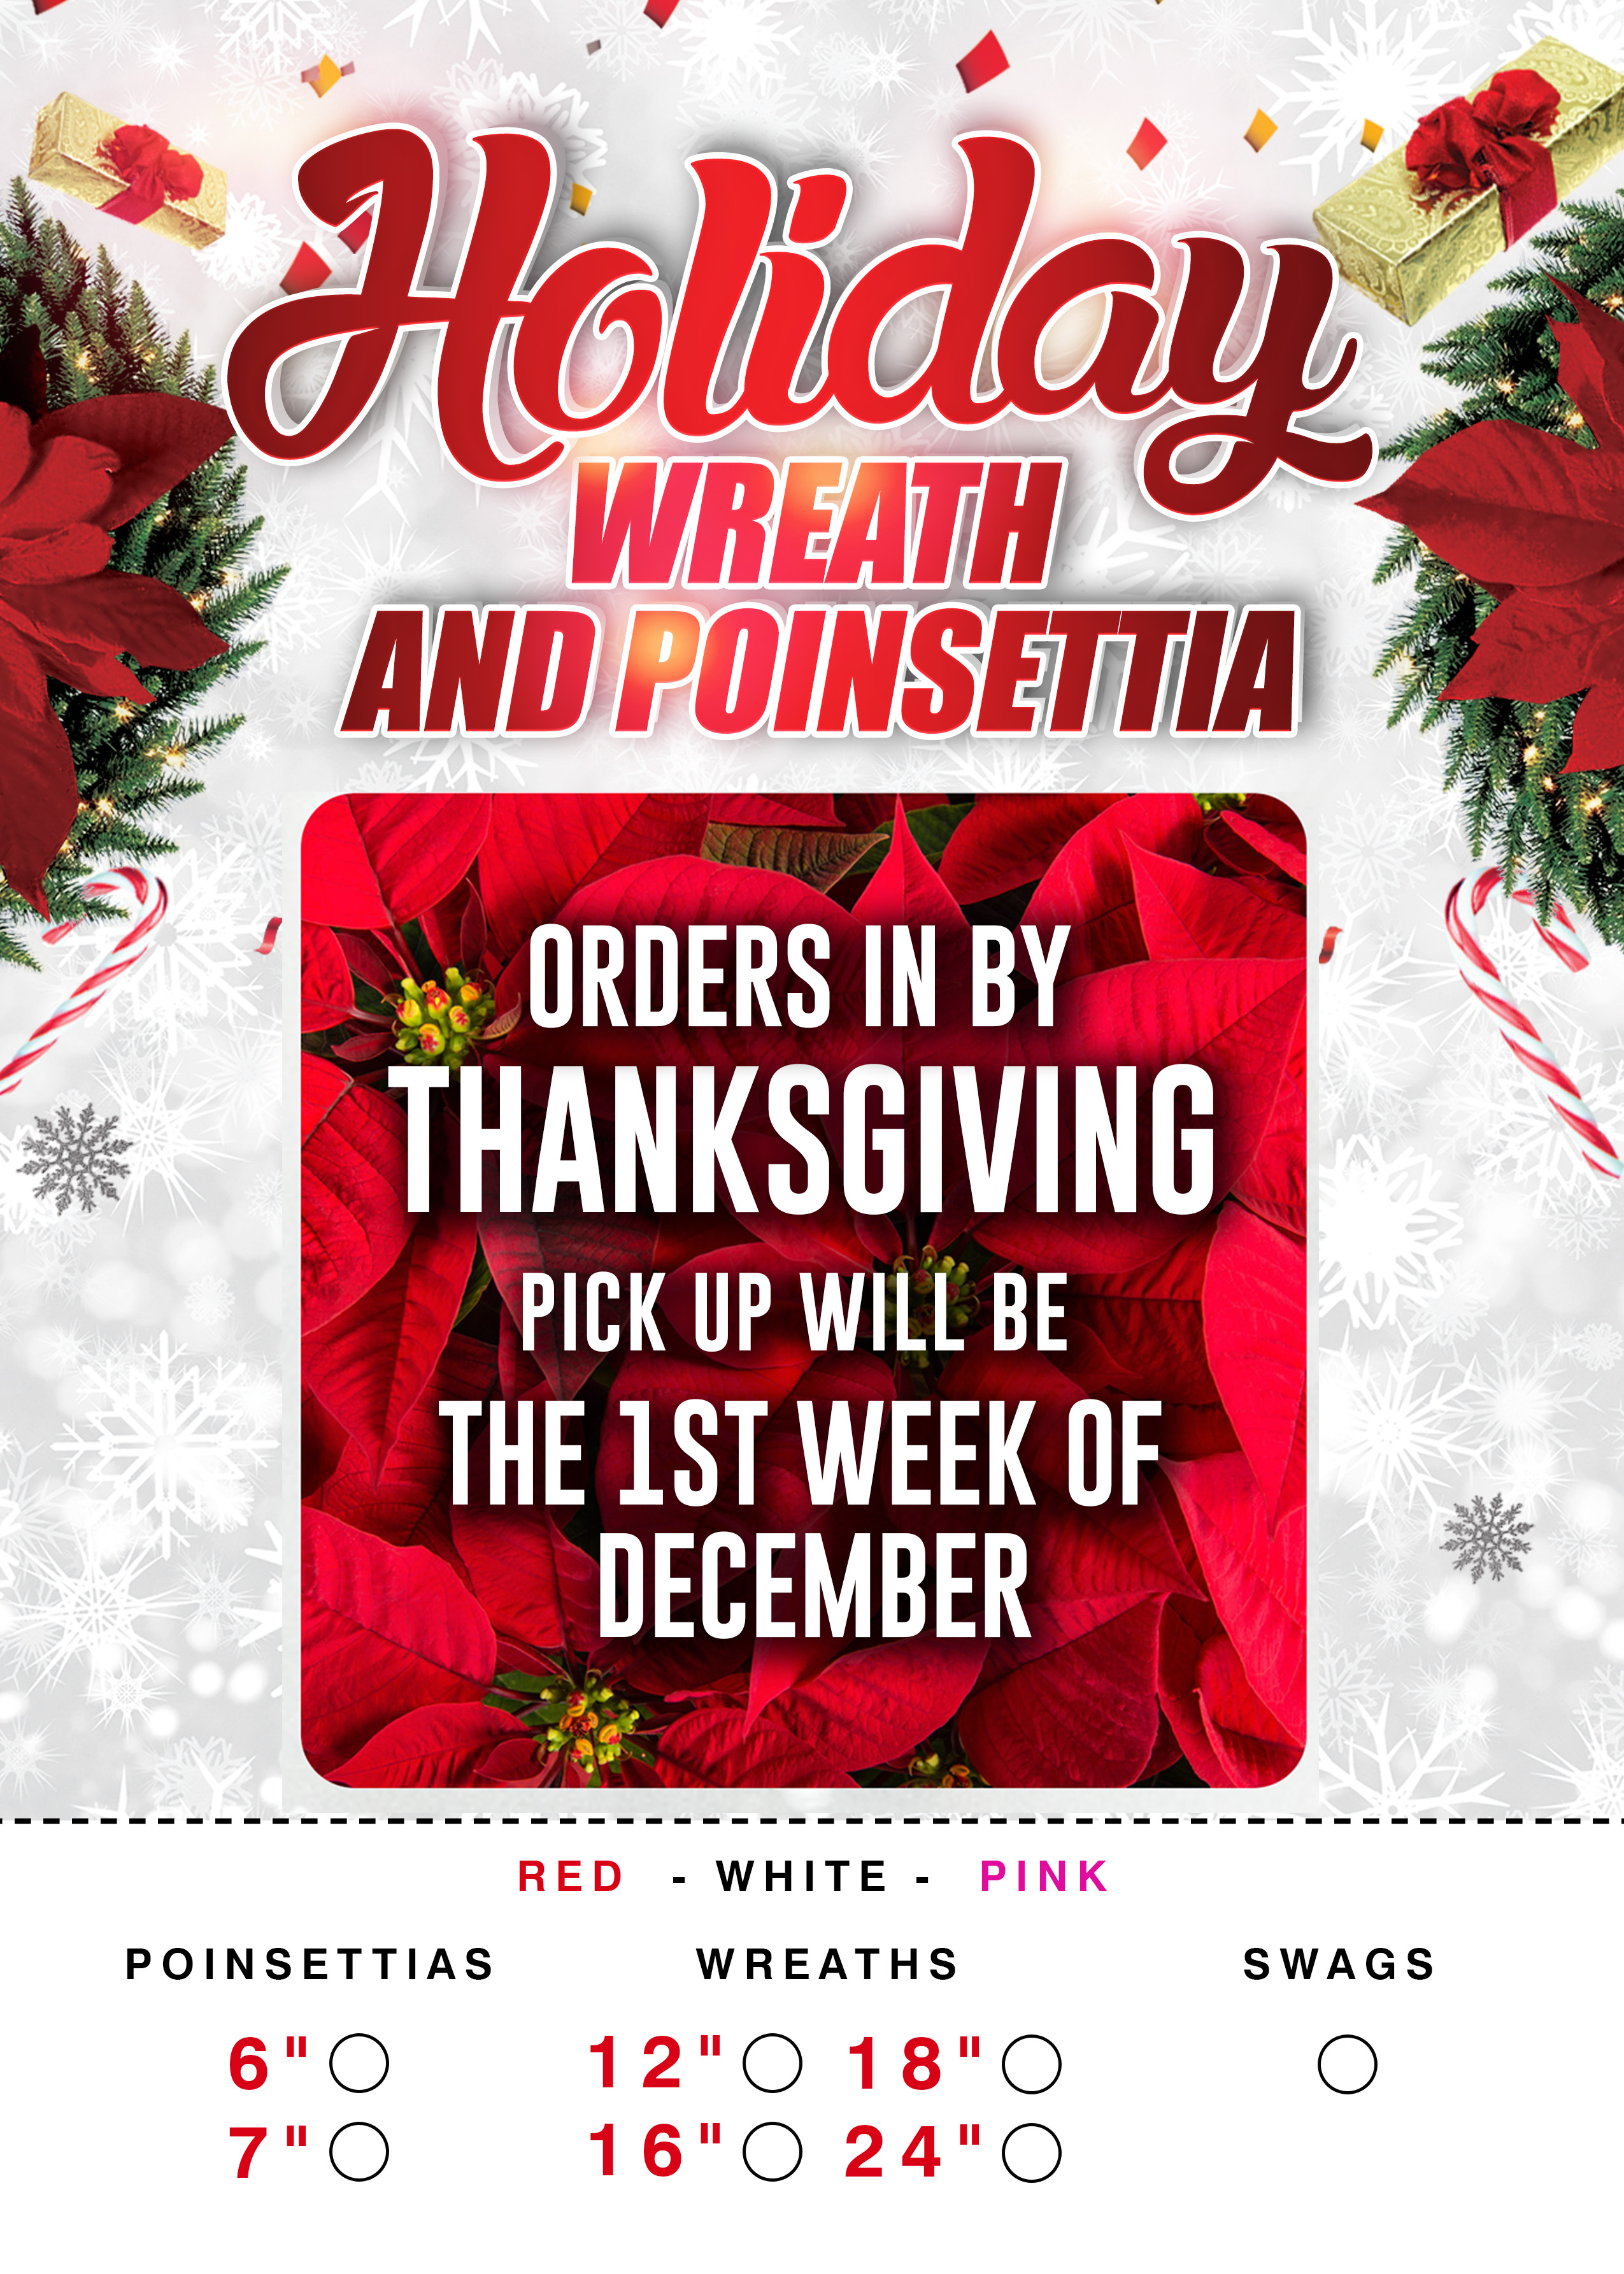 Holiday
WREATH
AND POINSETTIA
ORDERS IN BY
THANKSGIVING
PICK UP WILL BE
THE 1ST WEEK OF
DECEMBER
RED - WHITE - PINK
POINSETTIAS WREATHS SWAGS
6" 12" 18"
7" 16" 24"